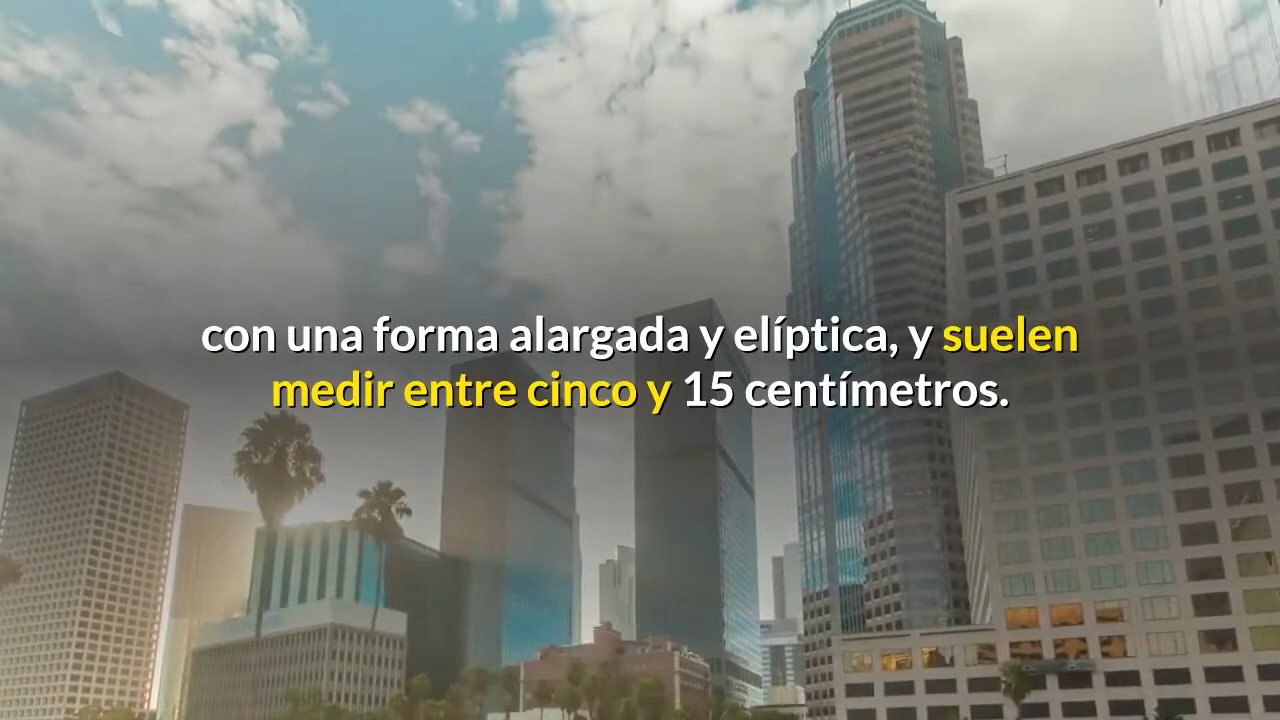 con una forma alargada y elíptica, y suelen
medir entre cinco y 15 centímetros.